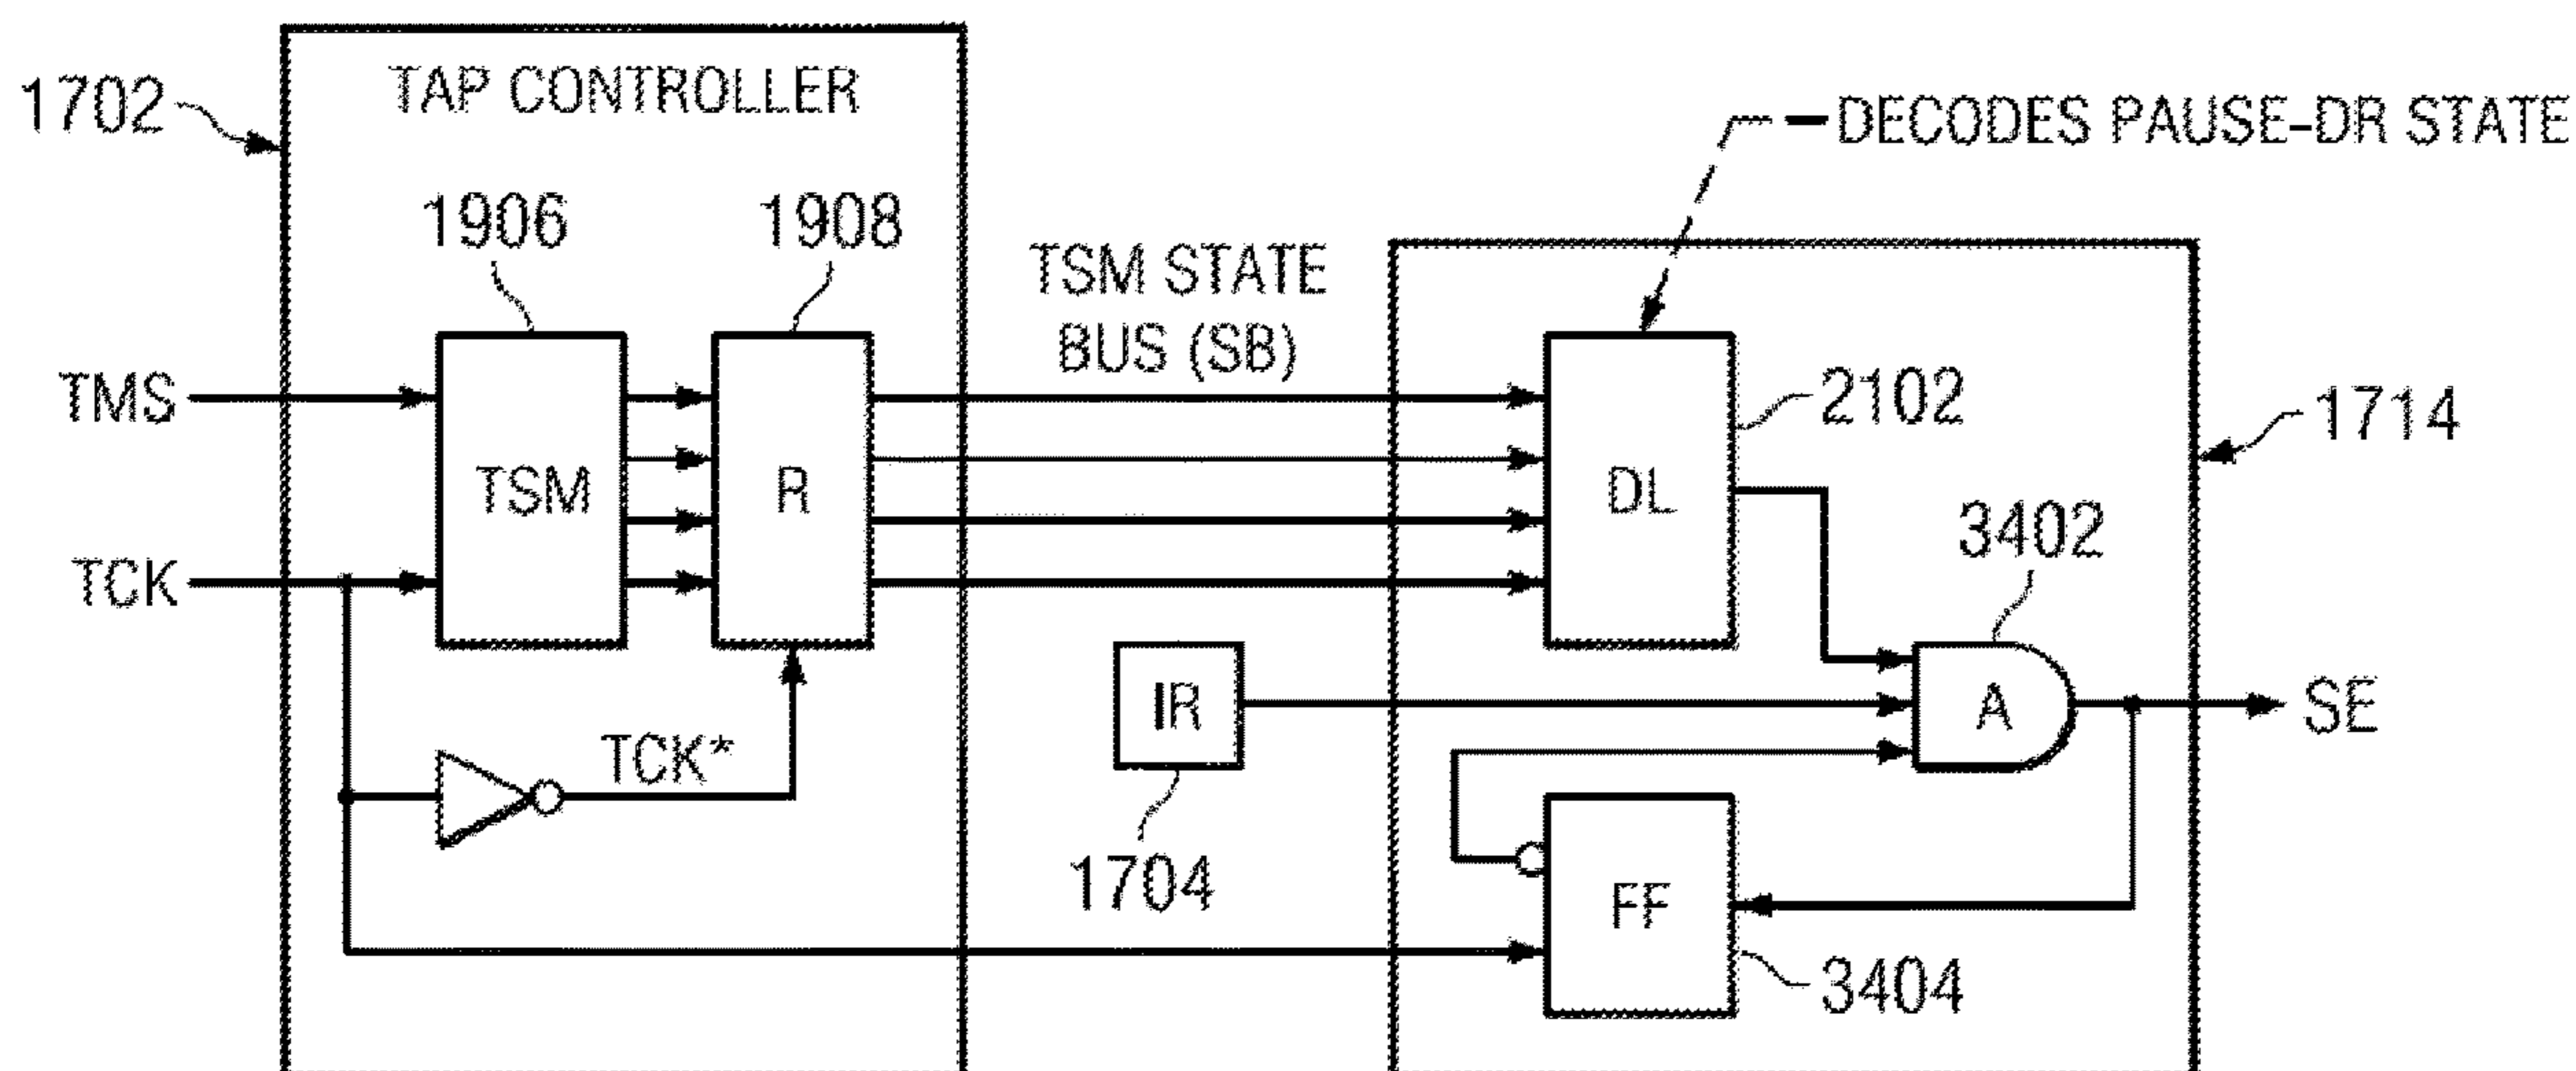 1702
TAP CONTROLLER
DECODES PAUSE-DR STATE
1906
1908
TSM STATE
BUS (SB)
TMS
TSM
R
DL
2102
1714
TCK
3402
IR
A
SE
TCK*
1704
FF
3404